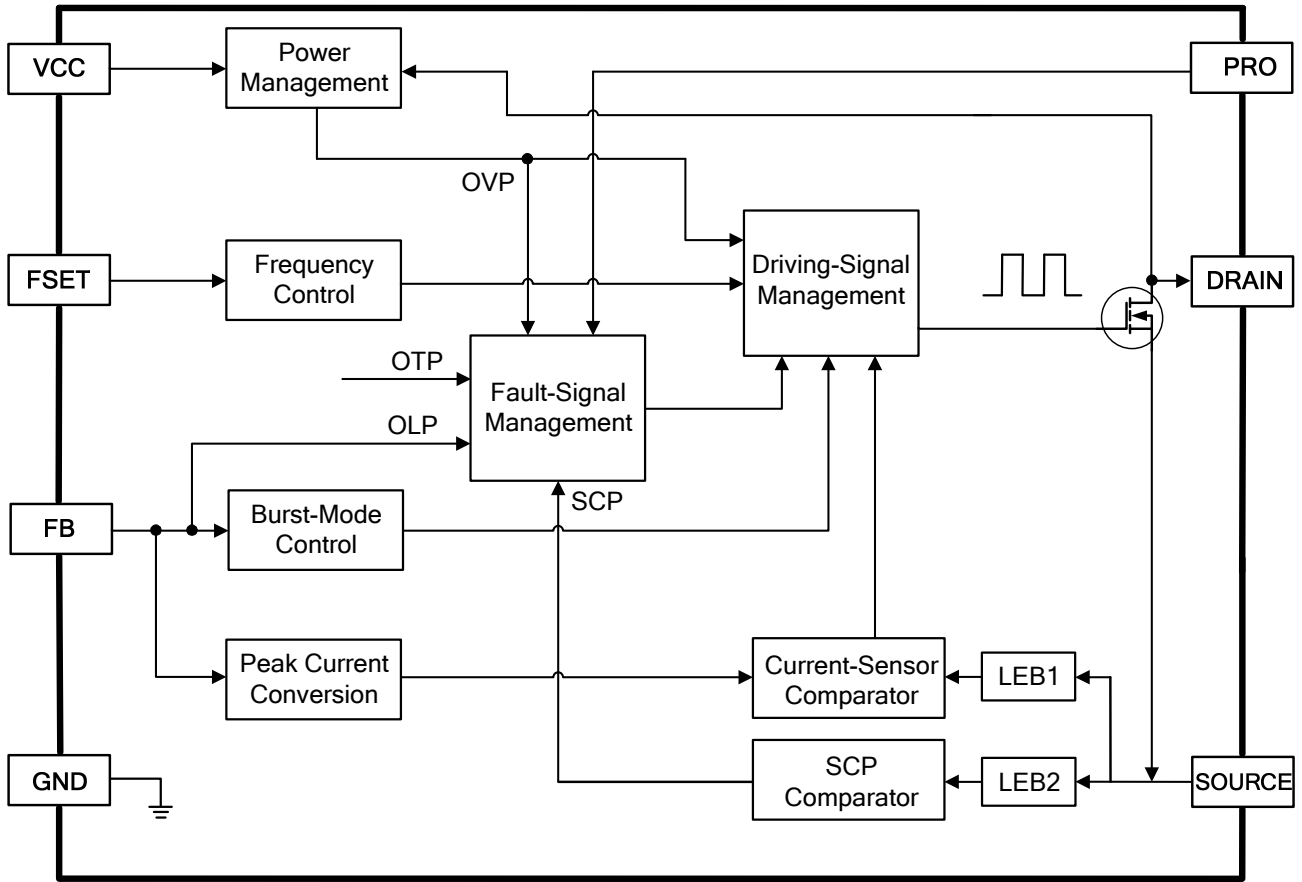 VCC
Power
Management
PRO
OVP
FSET
Frequency
Control
Driving-Signal
Management
DRAIN
OTP
Fault-Signal
Management
OLP
SCP
FB
Burst-Mode
Control
Peak Current
Conversion
Current-Sensor
Comparator
LEB1
GND
SCP
Comparator
LEB2
SOURCE